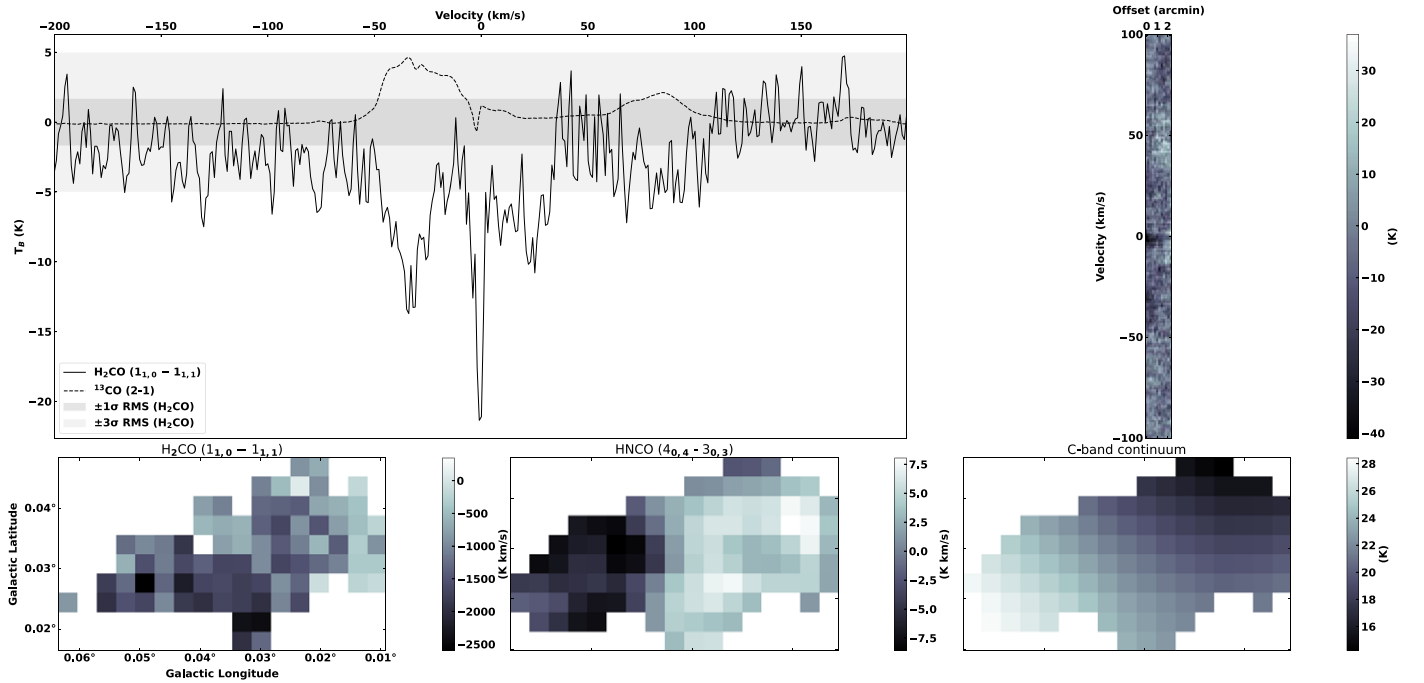 Velocity (km/s)
−200 −150 −100 −50 0 50 100 150
5
0
−5
−10
−15
−20
T_B (K)
H₂CO (1₁,₀ − 1₁,₁)
¹³CO (2-1)
±1σ RMS (H₂CO)
±3σ RMS (H₂CO)
Offset (arcmin)
0 1 2
100
50
0
−50
−100
Velocity (km/s)
30
20
10
0
−10
−20
−30
−40
(K)
H₂CO (1₁,₀ − 1₁,₁)
0.04°
0.03°
0.02°
Galactic Latitude
0.06° 0.05° 0.04° 0.03° 0.02° 0.01°
Galactic Longitude
0
−500
−1000
−1500
−2000
−2500
(K km/s)
HNCO (4₀,₄ - 3₀,₃)
7.5
5.0
2.5
0.0
−2.5
−5.0
−7.5
(K km/s)
C-band continuum
28
26
24
22
20
18
16
(K)